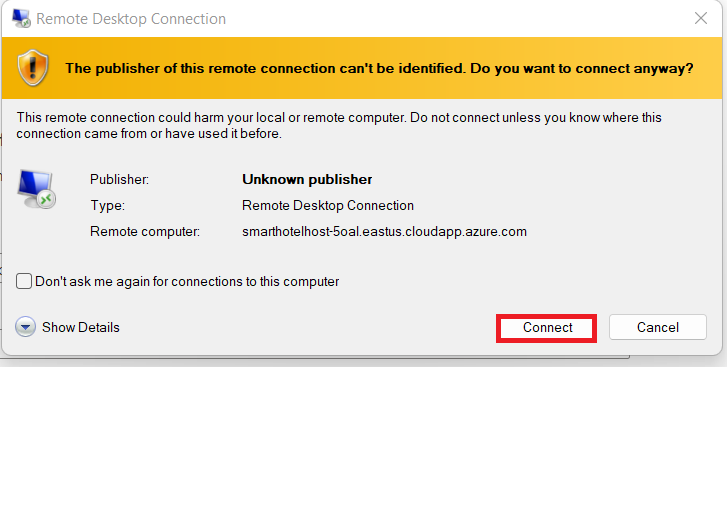 Remote Desktop Connection
The publisher of this remote connection can't be identified. Do you want to connect anyway?
This remote connection could harm your local or remote computer. Do not connect unless you know where this
connection came from or have used it before.
Publisher: Unknown publisher
Type: Remote Desktop Connection
Remote computer: smarthotelhost-5oal.eastus.cloudapp.azure.com
Don't ask me again for connections to this computer
Show Details Connect Cancel